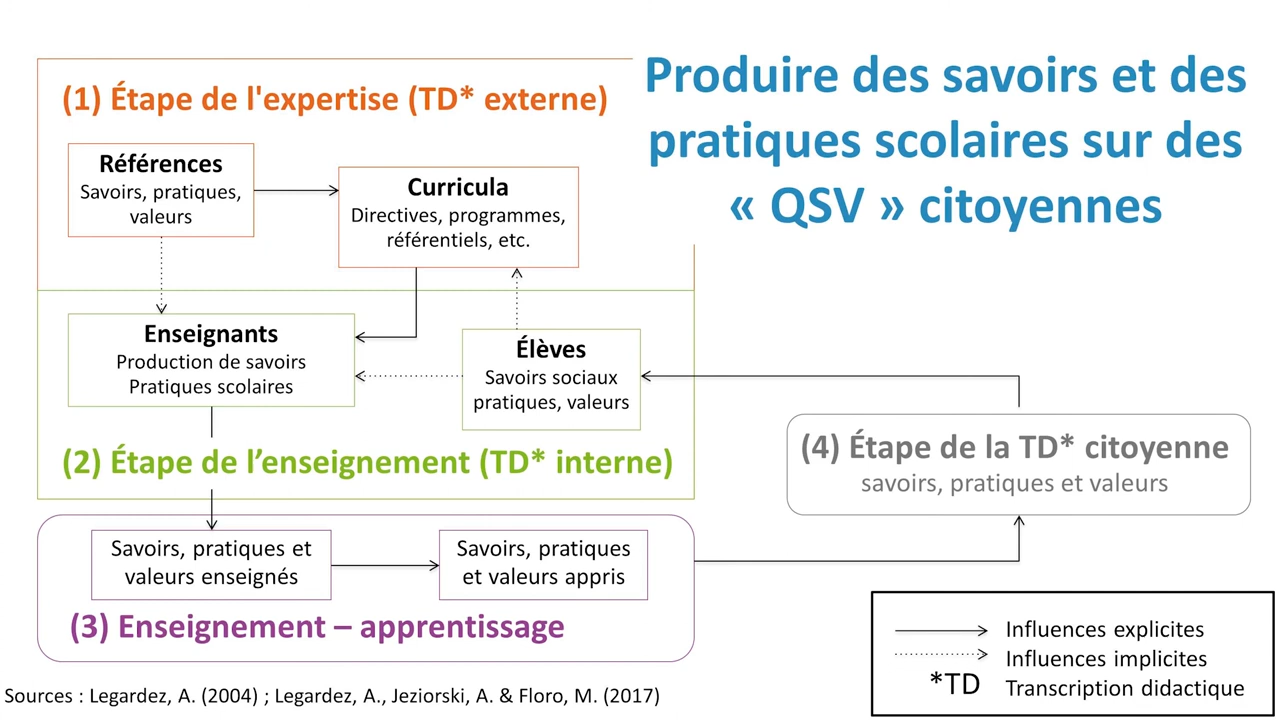 Produire des savoirs et des
pratiques scolaires sur des
« QSV » citoyennes
(1) Étape de l'expertise (TD* externe)
Références
Savoirs, pratiques,
valeurs
Curricula
Directives, programmes,
référentiels, etc.
Enseignants
Production de savoirs
Pratiques scolaires
Élèves
Savoirs sociaux
pratiques, valeurs
(2) Étape de l’enseignement (TD* interne)
Savoirs, pratiques et
valeurs enseignés
Savoirs, pratiques
et valeurs appris
(3) Enseignement – apprentissage
(4) Étape de la TD* citoyenne
savoirs, pratiques et valeurs
Influences explicites
Influences implicites
*TD Transcription didactique
Sources : Legardez, A. (2004) ; Legardez, A., Jeziorski, A. & Floro, M. (2017)